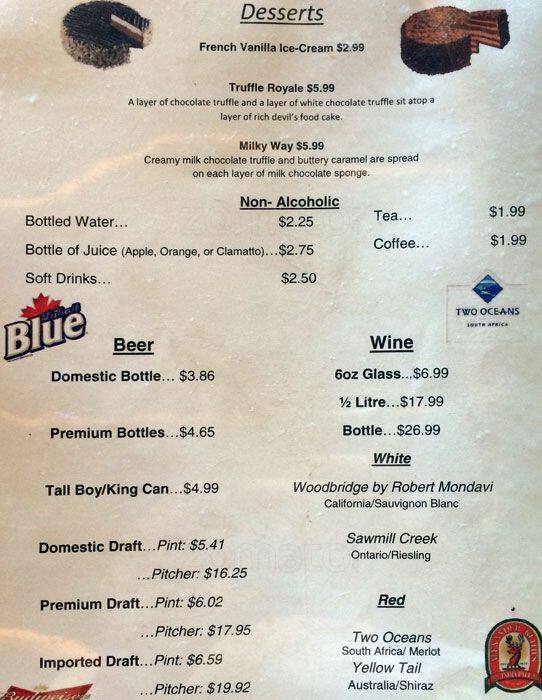 Desserts
French Vanilla Ice-Cream $2.99
Truffle Royale $5.99
A layer of chocolate truffle and a layer of white chocolate truffle sit atop a
layer of rich devil's food cake.
Milky Way $5.99
Creamy milk chocolate truffle and buttery caramel are spread
on each layer of milk chocolate sponge.
Non- Alcoholic
Bottled Water... $2.25
Bottle of Juice (Apple, Orange, or Clamatto)...$2.75
Soft Drinks... $2.50
Tea... $1.99
Coffee... $1.99
Labatt
Blue
TWO OCEANS
SOUTH AFRICA
Beer
Domestic Bottle... $3.86
Premium Bottles...$4.65
Tall Boy/King Can...$4.99
Domestic Draft...Pint: $5.41
...Pitcher: $16.25
Premium Draft...Pint: $6.02
...Pitcher: $17.95
Imported Draft...Pint: $6.59
...Pitcher: $19.92
Budweiser
Wine
6oz Glass...$6.99
½ Litre...$17.99
Bottle...$26.99
White
Woodbridge by Robert Mondavi
California/Sauvignon Blanc
Sawmill Creek
Ontario/Riesling
Red
Two Oceans
South Africa/ Merlot
Yellow Tail
Australia/Shiraz
ALEXANDER KEITH'S